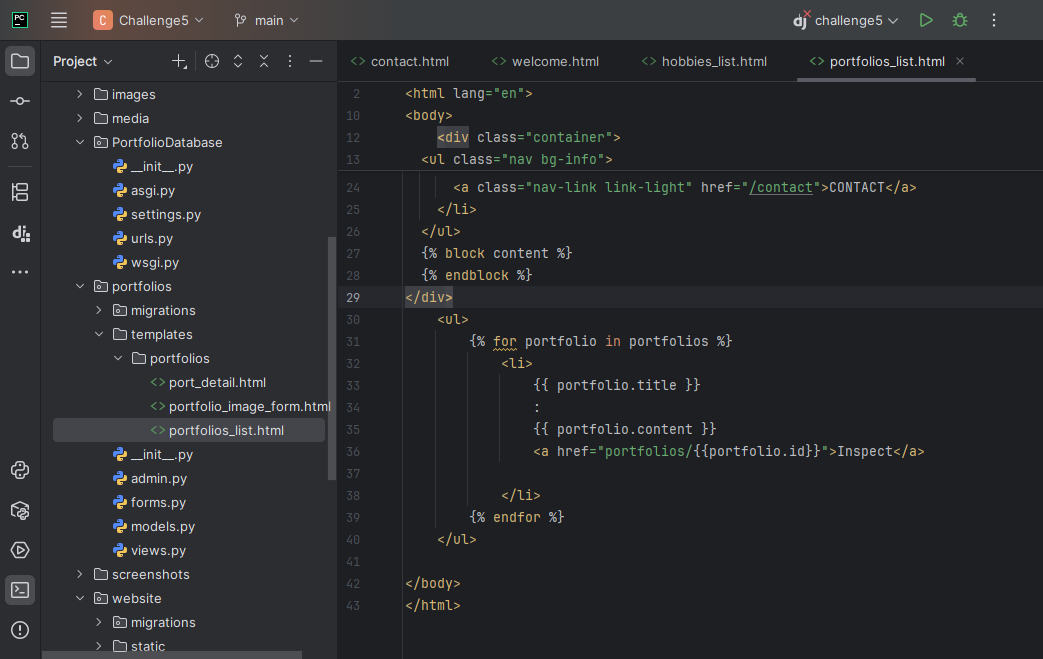 PC
C Challenge5 main
dj challenge5
Project
contact.html welcome.html hobbies_list.html portfolios_list.html
images
media
PortfolioDatabase
__init__.py
asgi.py
settings.py
urls.py
wsgi.py
portfolios
migrations
templates
portfolios
port_detail.html
portfolio_image_form.html
portfolios_list.html
__init__.py
admin.py
forms.py
models.py
views.py
screenshots
website
migrations
static
2 <html lang="en">
10 <body>
12 <div class="container">
13 <ul class="nav bg-info">
24 <a class="nav-link link-light" href="/contact">CONTACT</a>
25 </li>
26 </ul>
27 {% block content %}
28 {% endblock %}
29 </div>
30 <ul>
31 {% for portfolio in portfolios %}
32 <li>
33 {{ portfolio.title }}
34 :
35 {{ portfolio.content }}
36 <a href="portfolios/{{portfolio.id}}">Inspect</a>
37
38 </li>
39 {% endfor %}
40 </ul>
41
42 </body>
43 </html>